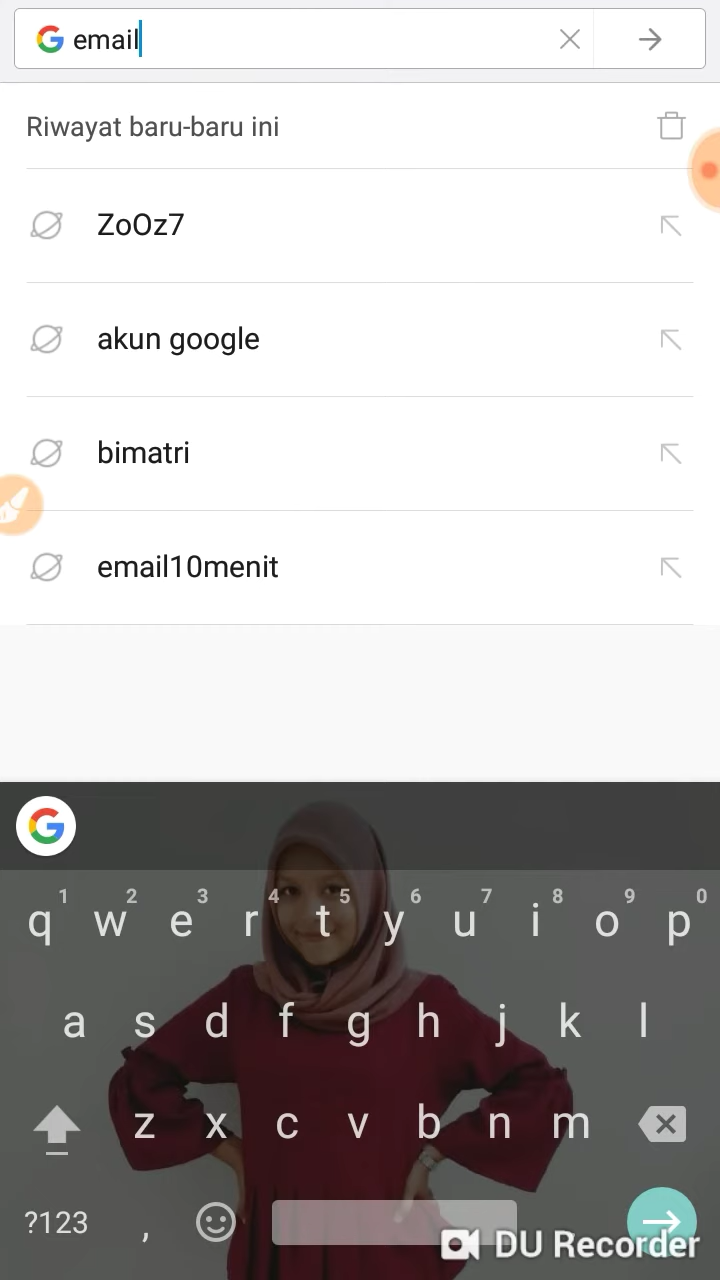 email
Riwayat baru-baru ini
ZoOz7
akun google
bimatri
email10menit
1 2 3 4 5 6 7 8 9 0
q w e r t y u i o p
a s d f g h j k l
z x c v b n m
?123 ,
DU Recorder